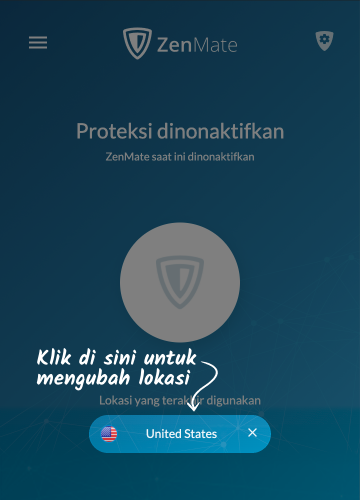 ZenMate
Proteksi dinonaktifkan
ZenMate saat ini dinonaktifkan
Klik di sini untuk
mengubah lokasi
Lokasi yang terakhir digunakan
United States